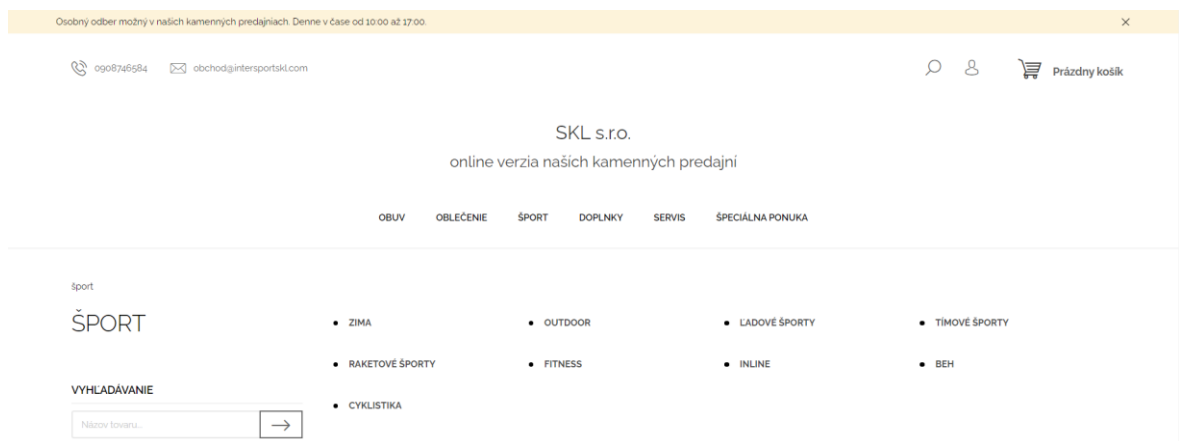 Osobný odber možný v našich kamenných predajniach. Denne v čase od 10:00 až 17:00.
0908746584 obchod@intersportskl.com Prázdny košík
SKL s.r.o.
online verzia naších kamenných predajní
OBUV OBLEČENIE ŠPORT DOPLNKY SERVIS ŠPECIÁLNA PONUKA
šport
ŠPORT
ZIMA OUTDOOR ĽADOVÉ ŠPORTY TÍMOVÉ ŠPORTY
RAKETOVÉ ŠPORTY FITNESS INLINE BEH
VYHĽADÁVANIE
CYKLISTIKA
Názov tovaru...